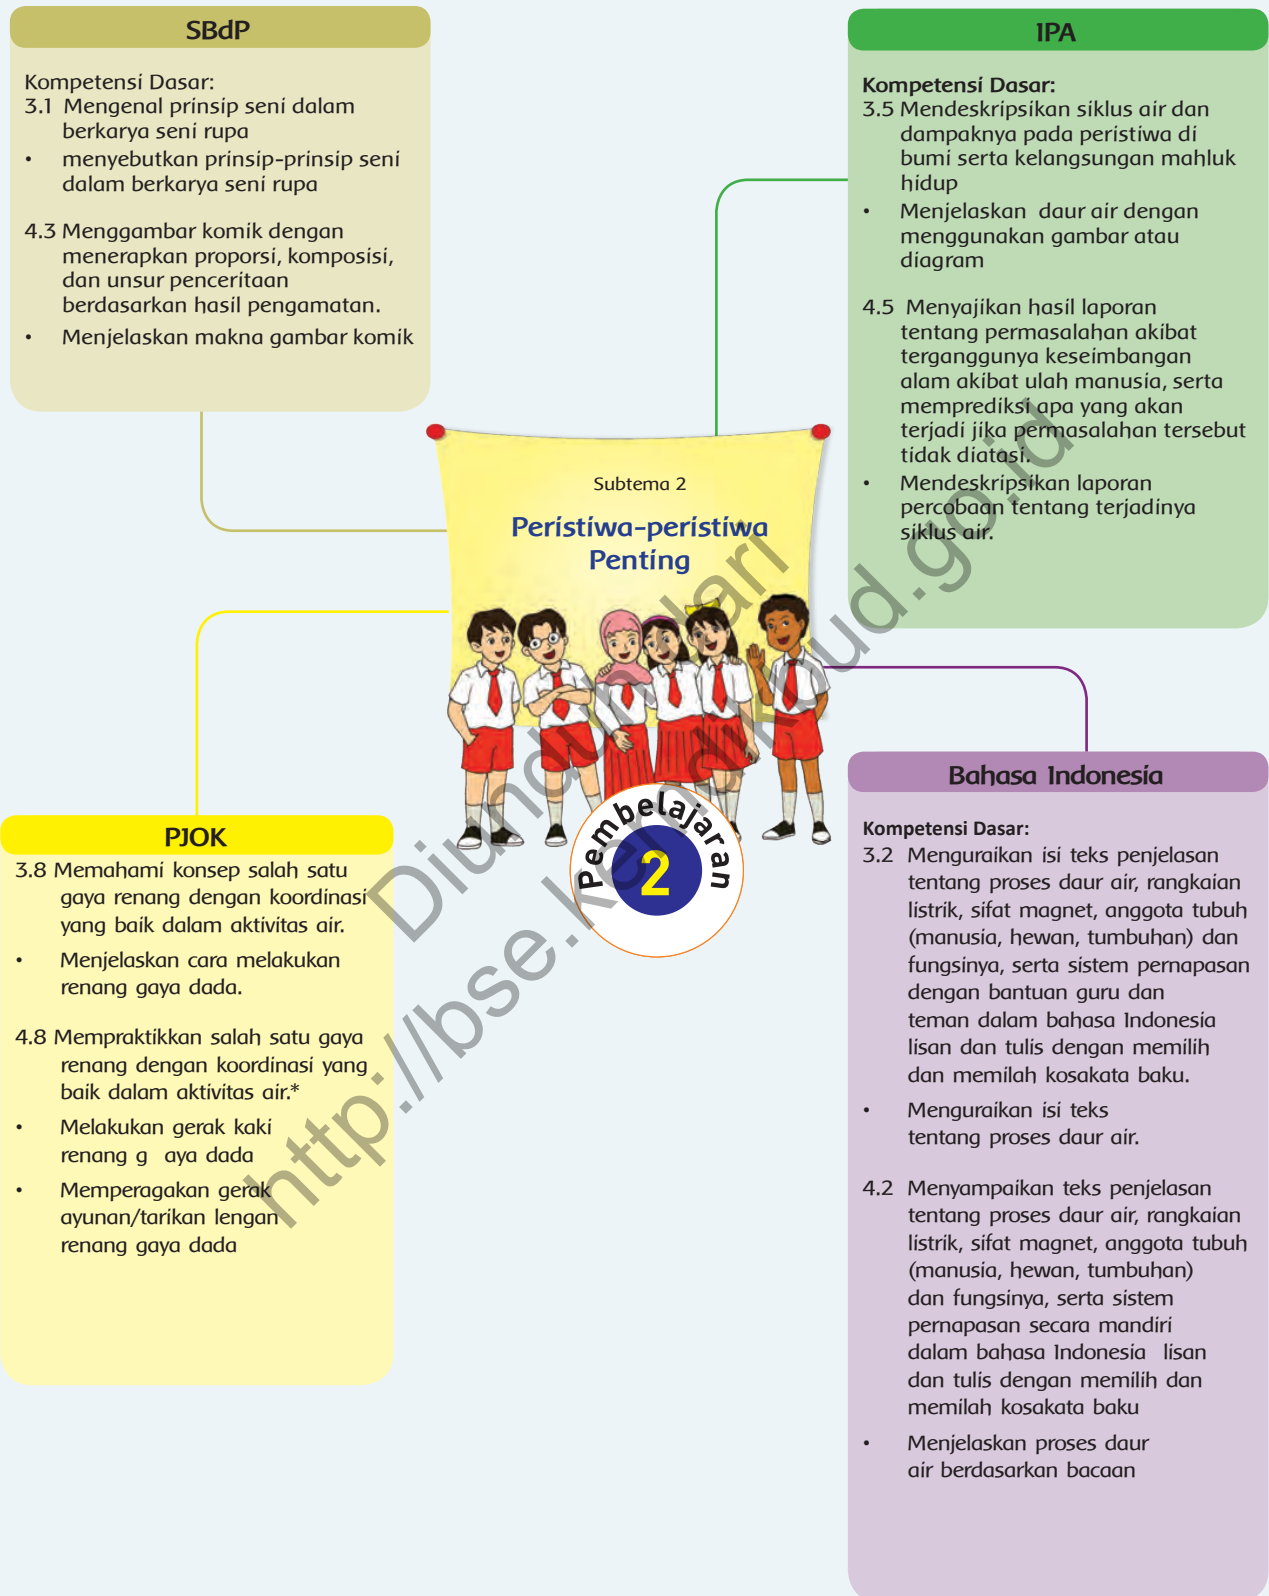 SBdP
Kompetensi Dasar:
3.1 Mengenal prinsip seni dalam
berkarya seni rupa
• menyebutkan prinsip-prinsip seni
dalam berkarya seni rupa
4.3 Menggambar komik dengan
menerapkan proporsi, komposisi,
dan unsur penceritaan
berdasarkan hasil pengamatan.
• Menjelaskan makna gambar komik
IPA
Kompetensi Dasar:
3.5 Mendeskripsikan siklus air dan
dampaknya pada peristiwa di
bumi serta kelangsungan mahluk
hidup
• Menjelaskan daur air dengan
menggunakan gambar atau
diagram
4.5 Menyajikan hasil laporan
tentang permasalahan akibat
terganggunya keseimbangan
alam akibat ulah manusia, serta
memprediksi apa yang akan
terjadi jika permasalahan tersebut
tidak diatasi.
• Mendeskripsikan laporan
percobaan tentang terjadinya
siklus air.
Subtema 2
Peristiwa-peristiwa
Penting
Pembelajaran
2
PJOK
3.8 Memahami konsep salah satu
gaya renang dengan koordinasi
yang baik dalam aktivitas air.
• Menjelaskan cara melakukan
renang gaya dada.
4.8 Mempraktikkan salah satu gaya
renang dengan koordinasi yang
baik dalam aktivitas air.*
• Melakukan gerak kaki
renang g aya dada
• Memperagakan gerak
ayunan/tarikan lengan
renang gaya dada
Bahasa Indonesia
Kompetensi Dasar:
3.2 Menguraikan isi teks penjelasan
tentang proses daur air, rangkaian
listrik, sifat magnet, anggota tubuh
(manusia, hewan, tumbuhan) dan
fungsinya, serta sistem pernapasan
dengan bantuan guru dan
teman dalam bahasa Indonesia
lisan dan tulis dengan memilih
dan memilah kosakata baku.
• Menguraikan isi teks
tentang proses daur air.
4.2 Menyampaikan teks penjelasan
tentang proses daur air, rangkaian
listrik, sifat magnet, anggota tubuh
(manusia, hewan, tumbuhan)
dan fungsinya, serta sistem
pernapasan secara mandiri
dalam bahasa Indonesia lisan
dan tulis dengan memilih dan
memilah kosakata baku
• Menjelaskan proses daur
air berdasarkan bacaan
Diunduh dari
http://bse.kemdikbud.go.id